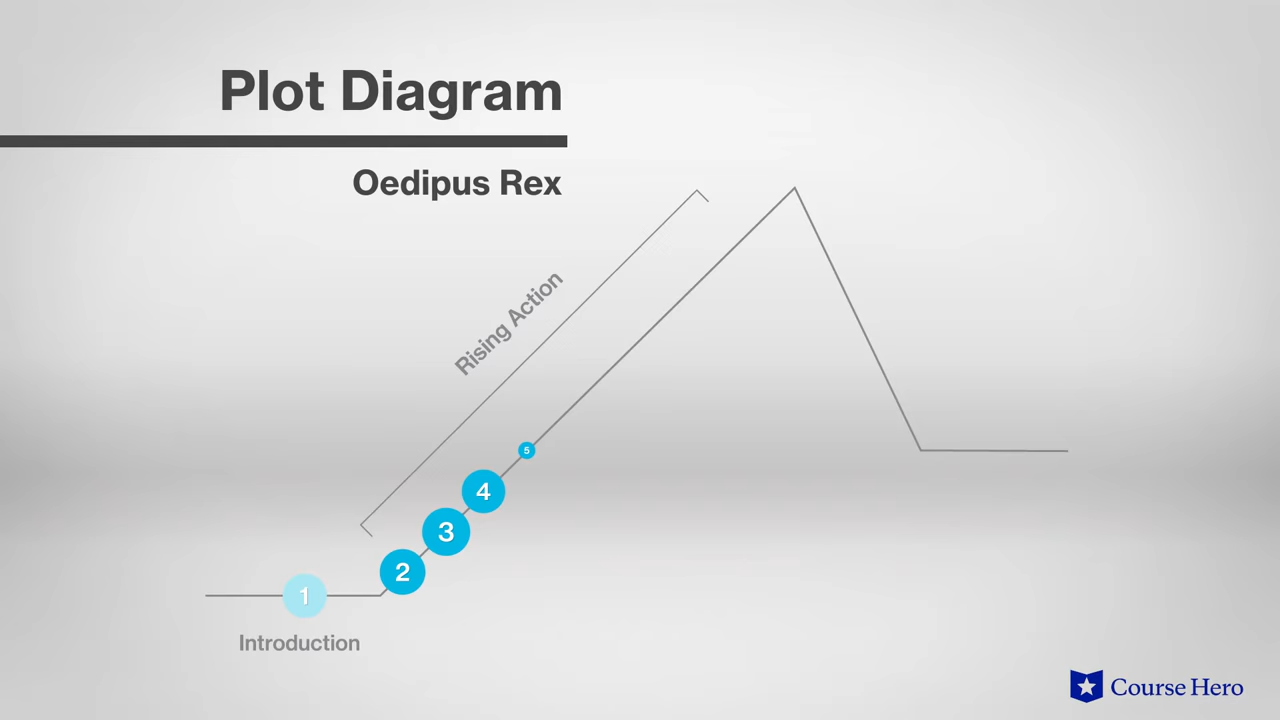 Plot Diagram
Oedipus Rex
Rising Action
5
4
3
2
1
Introduction
Course Hero